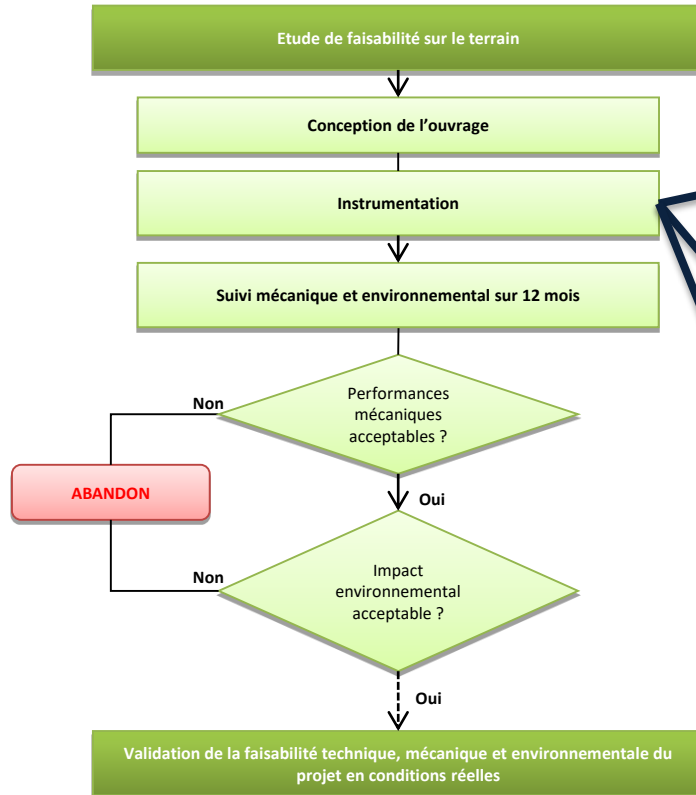 Etude de faisabilité sur le terrain
Conception de l’ouvrage
Instrumentation
Suivi mécanique et environnemental sur 12 mois
Performances
mécaniques
acceptables ?
Non
ABANDON
Oui
Non
Impact
environnemental
acceptable ?
Oui
Validation de la faisabilité technique, mécanique et environnementale du
projet en conditions réelles